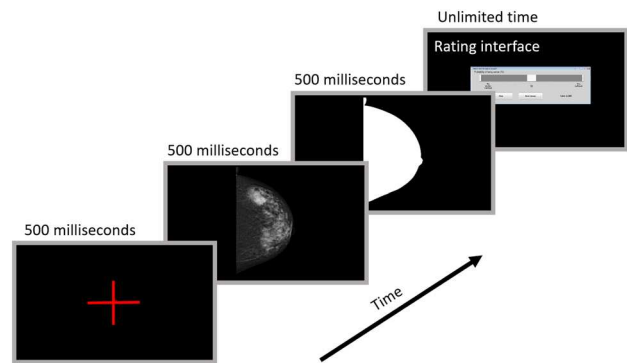 Unlimited time
Rating interface
500 milliseconds
500 milliseconds
500 milliseconds
Time